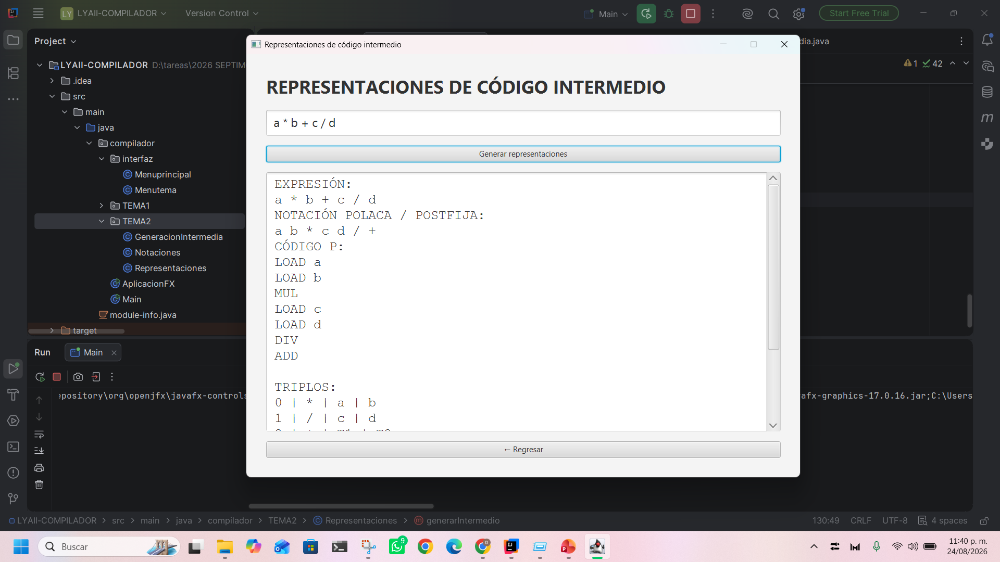 LY LYAII-COMPILADOR Version Control Main Start Free Trial
Project
LYAII-COMPILADOR D:\tareas\2026 SEPTIM
.idea
src
main
java
compilador
interfaz
Menuprincipal
Menutema
TEMA1
TEMA2
GeneracionIntermedia
Notaciones
Representaciones
AplicacionFX
Main
module-info.java
target
dia.java
1 42
Representaciones de código intermedio
REPRESENTACIONES DE CÓDIGO INTERMEDIO
a * b + c / d
Generar representaciones
EXPRESIÓN:
a * b + c / d
NOTACIÓN POLACA / POSTFIJA:
a b * c d / +
CÓDIGO P:
LOAD a
LOAD b
MUL
LOAD c
LOAD d
DIV
ADD
TRIPLOS:
0 | * | a | b
1 | / | c | d
← Regresar
Run Main
epository\org\openjfx\javafx-controls
afx-graphics-17.0.16.jar;C:\Users
LYAII-COMPILADOR > src > main > java > compilador > TEMA2 > Representaciones > generarIntermedio 130:49 CRLF UTF-8 4 spaces
Buscar
9
11:40 p. m.
24/08/2026